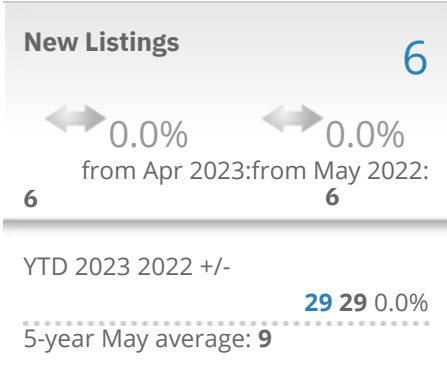 New Listings
6
0.0% 0.0%
from Apr 2023:from May 2022:
6 6
YTD 2023 2022 +/-
29 29 0.0%
5-year May average: 9